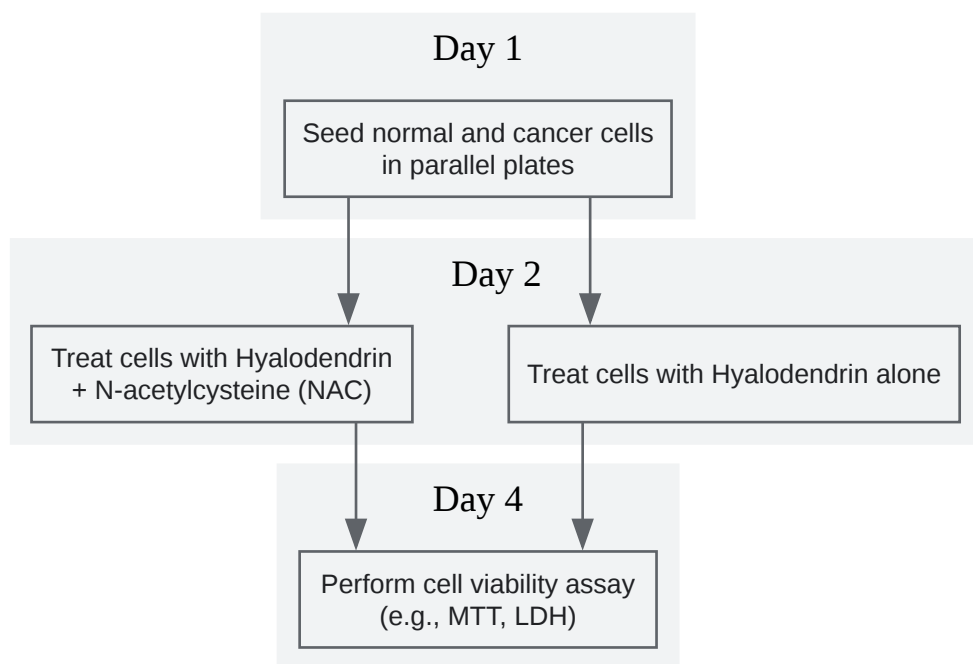 Day 1
Seed normal and cancer cells
in parallel plates
Day 2
Treat cells with Hyalodendrin
+ N-acetylcysteine (NAC)
Treat cells with Hyalodendrin alone
Day 4
Perform cell viability assay
(e.g., MTT, LDH)